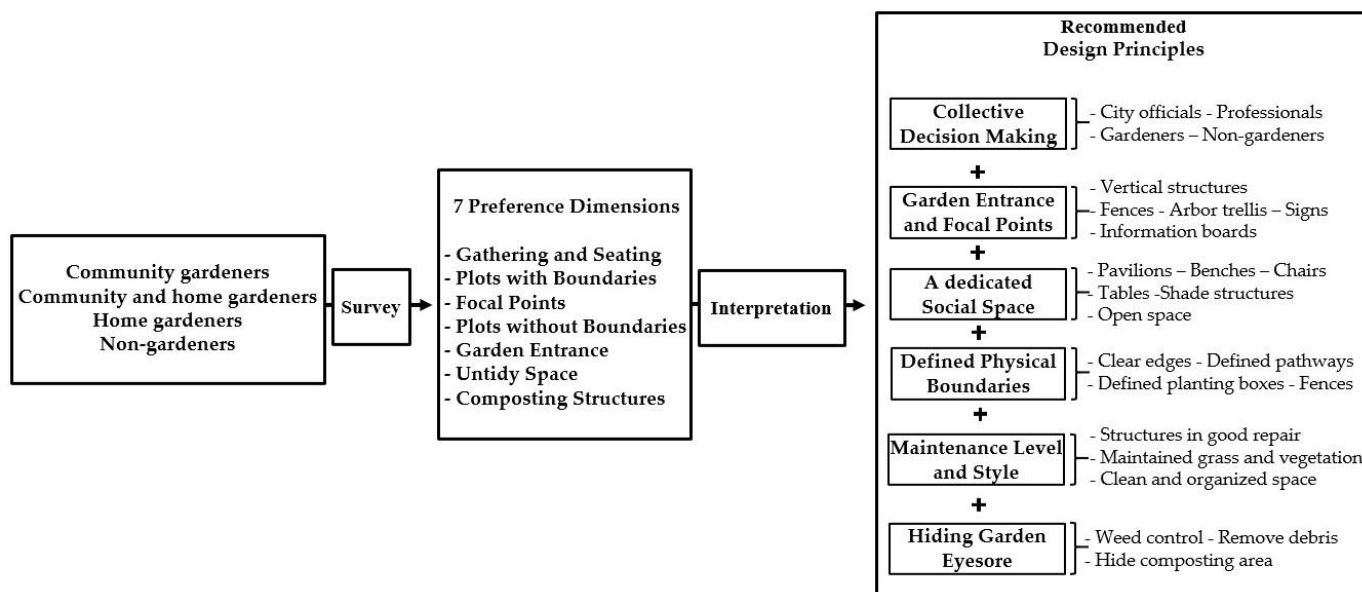 Community gardeners
Community and home gardeners
Home gardeners
Non-gardeners
Survey
7 Preference Dimensions
- Gathering and Seating
- Plots with Boundaries
- Focal Points
- Plots without Boundaries
- Garden Entrance
- Untidy Space
- Composting Structures
Interpretation
Recommended
Design Principles
Collective
Decision Making
- City officials - Professionals
- Gardeners – Non-gardeners
+
Garden Entrance
and Focal Points
- Vertical structures
- Fences - Arbor trellis – Signs
- Information boards
+
A dedicated
Social Space
- Pavilions – Benches – Chairs
- Tables -Shade structures
- Open space
+
Defined Physical
Boundaries
- Clear edges - Defined pathways
- Defined planting boxes - Fences
+
Maintenance Level
and Style
- Structures in good repair
- Maintained grass and vegetation
- Clean and organized space
+
Hiding Garden
Eyesore
- Weed control - Remove debris
- Hide composting area